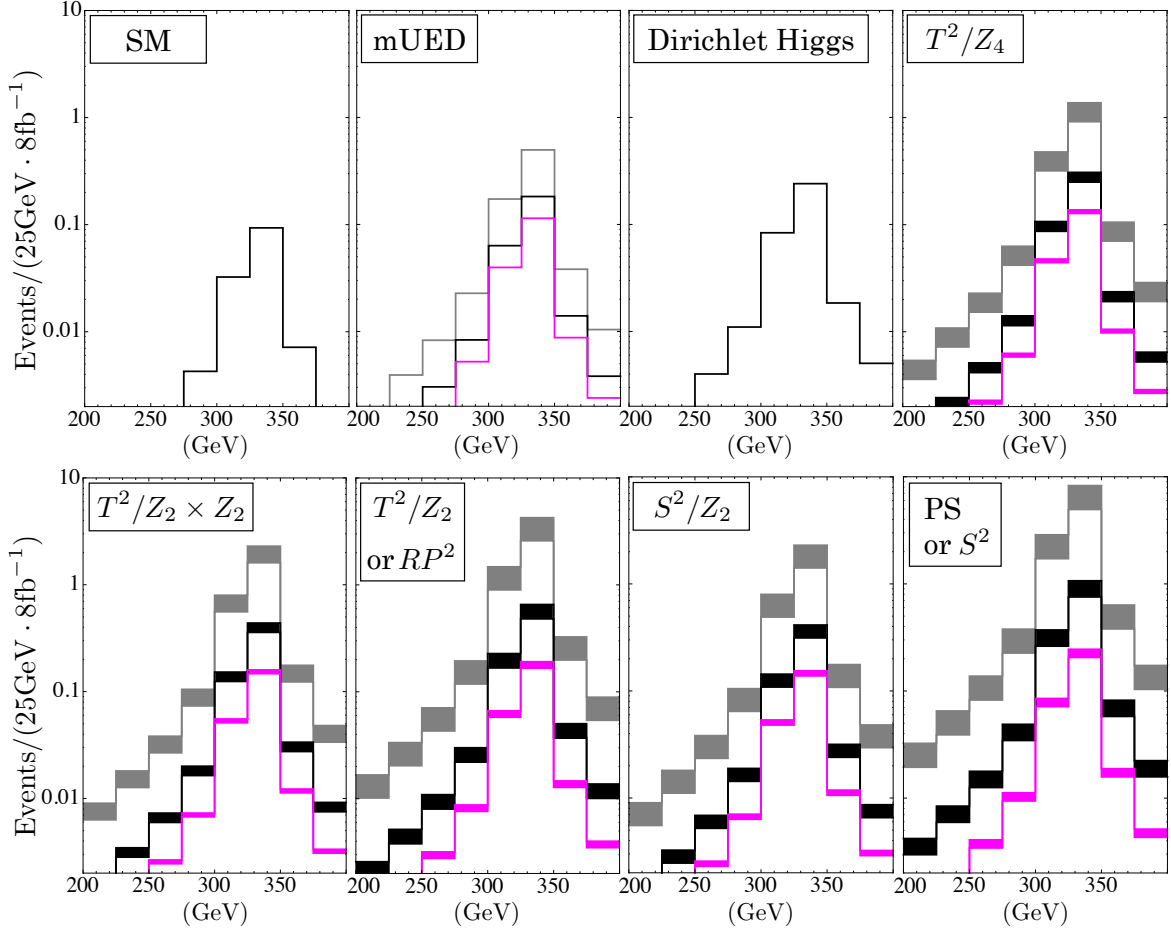 SM
mUED
Dirichlet Higgs
T²/Z₄
Events/(25GeV · 8fb⁻¹)
10
1
0.1
0.01
200 250 300 350
200 250 300 350
200 250 300 350
200 250 300 350
(GeV)
(GeV)
(GeV)
(GeV)
T²/Z₂ × Z₂
T²/Z₂
or RP²
S²/Z₂
PS
or S²
Events/(25GeV · 8fb⁻¹)
10
1
0.1
0.01
200 250 300 350
200 250 300 350
200 250 300 350
200 250 300 350
(GeV)
(GeV)
(GeV)
(GeV)